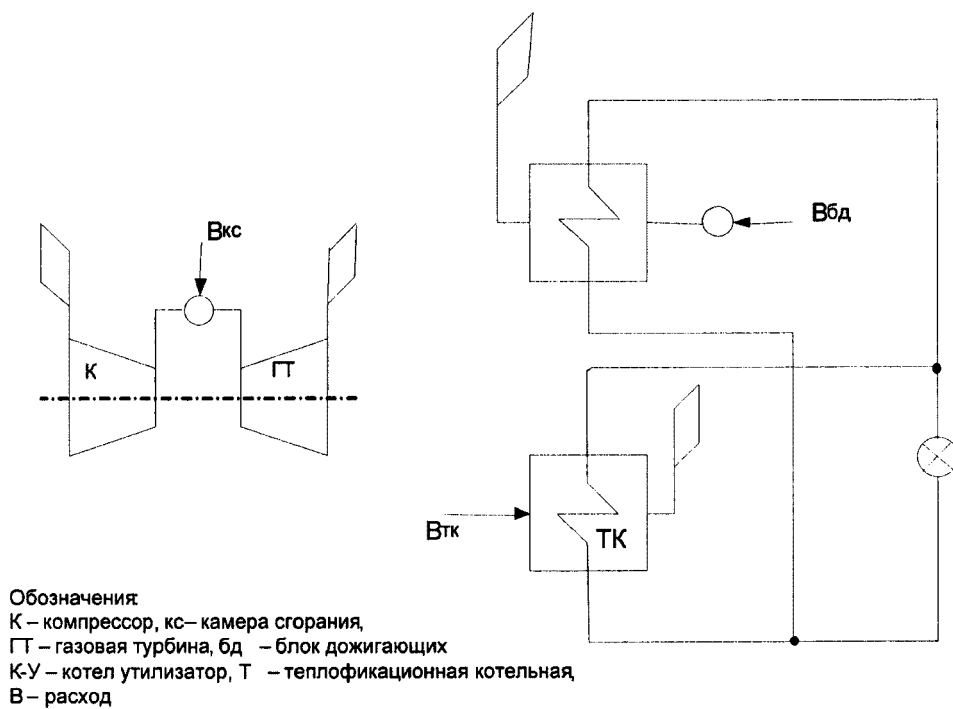 Вкс
К
ГТ
Вбд
Втк
ТК
Обозначения:
К – компрессор, кс– камера сгорания,
ГТ – газовая турбина, бд – блок дожигающих
К-У – котел утилизатор, Т – теплофикационная котельная,
В – расход